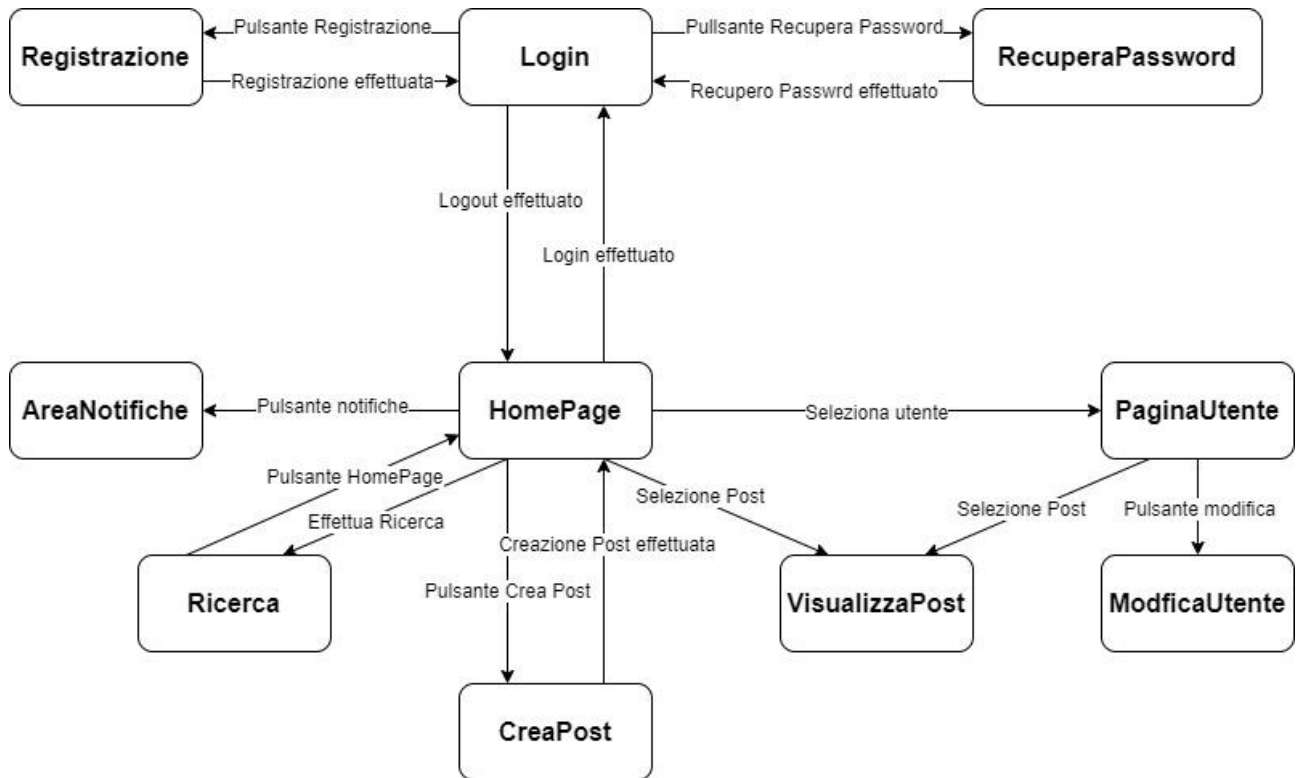 Pulsante Registrazione
Pullsante Recupera Password
Registrazione
Login
RecuperaPassword
Registrazione effettuata
Recupero Passwrd effettuato
Logout effettuato
Login effettuato
AreaNotifiche
Pulsante notifiche
HomePage
Seleziona utente
PaginaUtente
Pulsante HomePage
Selezione Post
Selezione Post
Pulsante modifica
Effettua Ricerca
Creazione Post effettuata
Pulsante Crea Post
Ricerca
VisualizzaPost
ModficaUtente
CreaPost